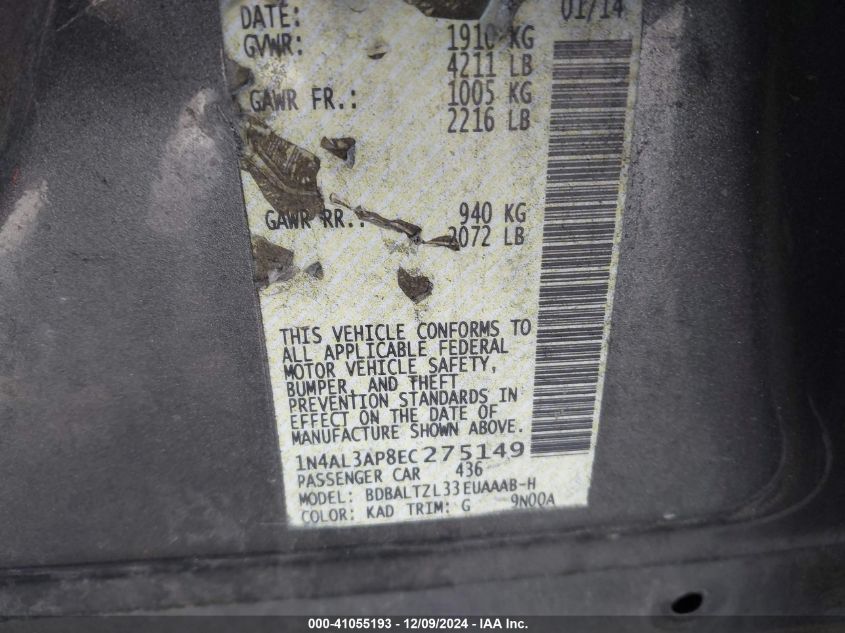 DATE: 01/14
GVWR: 1910 KG
4211 LB
GAWR FR.: 1005 KG
2216 LB
GAWR RR.: 940 KG
2072 LB
THIS VEHICLE CONFORMS TO
ALL APPLICABLE FEDERAL
MOTOR VEHICLE SAFETY,
BUMPER, AND THEFT
PREVENTION STANDARDS IN
EFFECT ON THE DATE OF
MANUFACTURE SHOWN ABOVE.
1N4AL3AP8EC275149
PASSENGER CAR 436
MODEL: BDBALTZL33EUAAAB-H
COLOR: KAD TRIM: G 9N00A
000-41055193 - 12/09/2024 - IAA Inc.